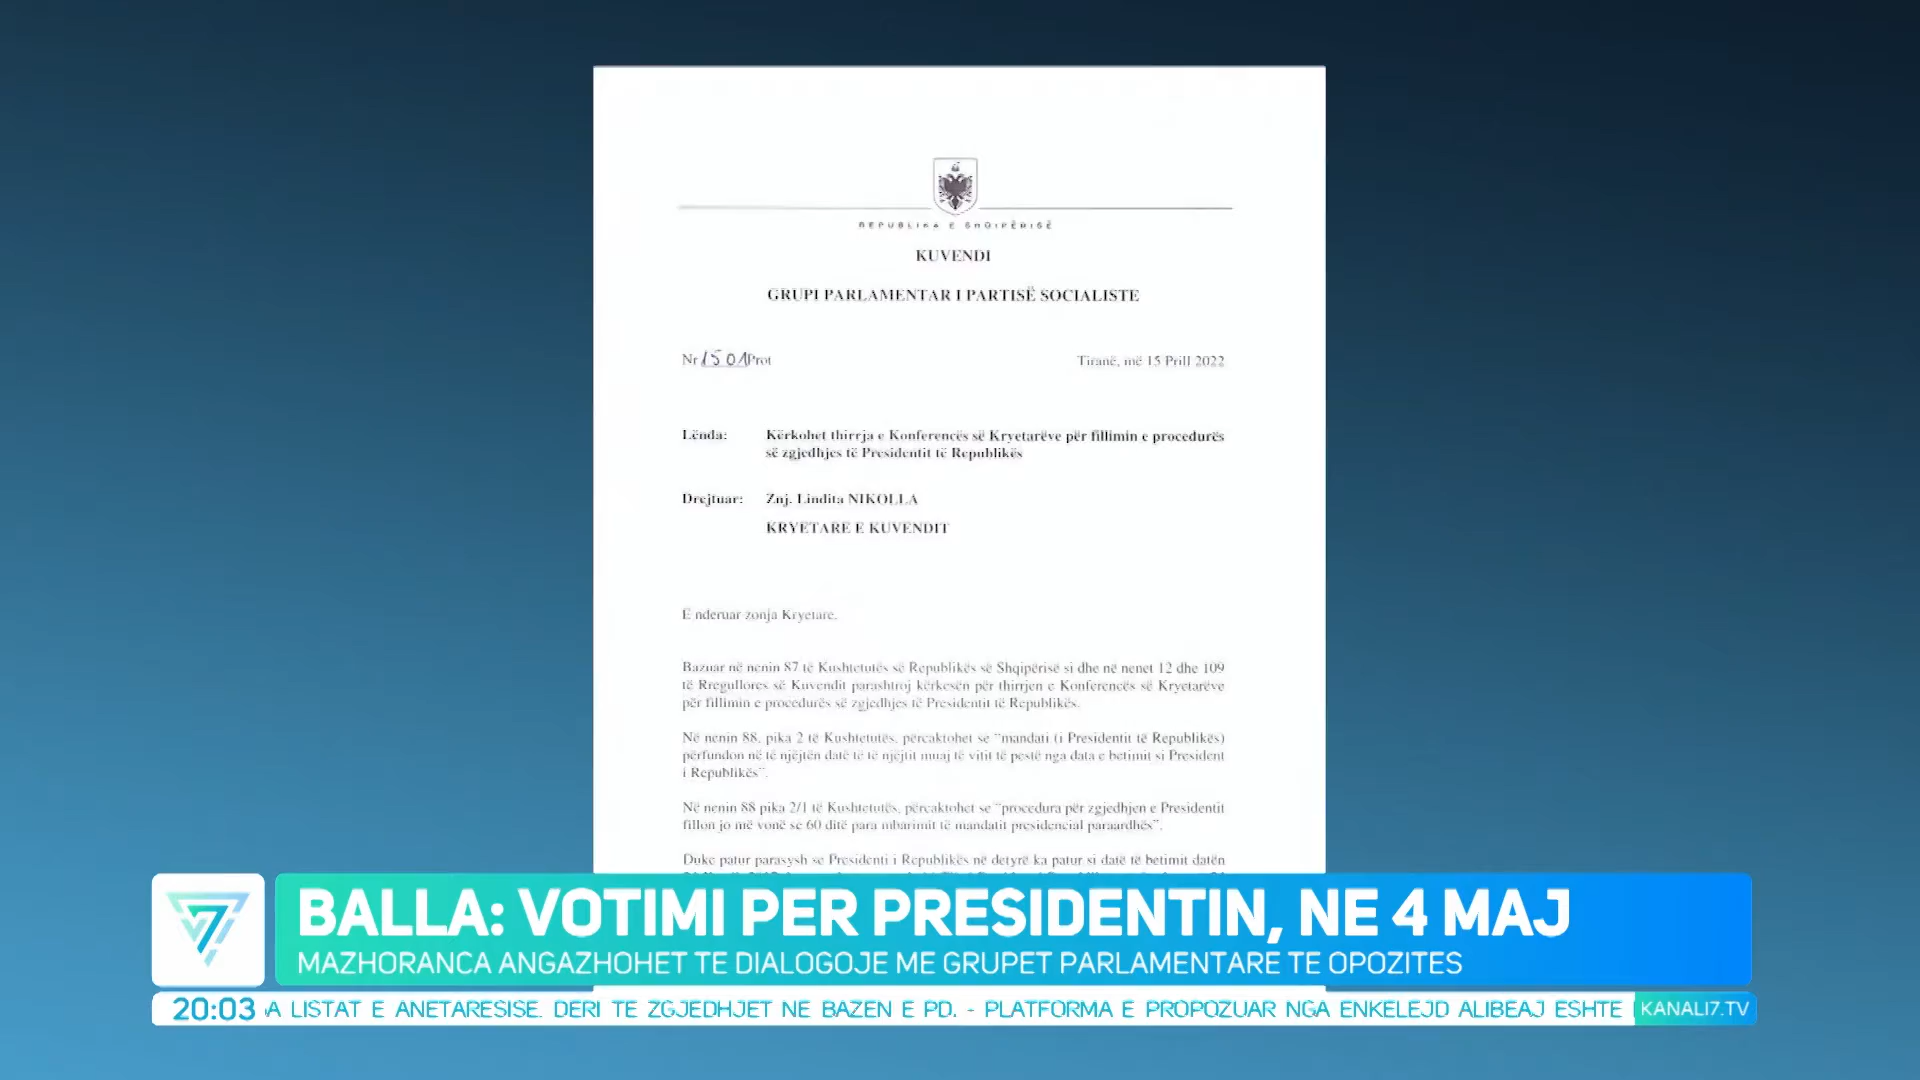 REPUBLIKA E SHQIPËRISË
KUVENDI
GRUPI PARLAMENTAR I PARTISË SOCIALISTE
Nr 1501 Prot
Tiranë, më 15 Prill 2022
Lënda: Kërkohet thirrja e Konferencës së Kryetarëve për fillimin e procedurës
së zgjedhjes të Presidentit të Republikës
Drejtuar: Znj. Lindita NIKOLLA
KRYETARE E KUVENDIT
E nderuar zonja Kryetare,
Bazuar në nenin 87 të Kushtetutës së Republikës së Shqipërisë si dhe në nenet 12 dhe 109
të Rregullores së Kuvendit parashtroj kërkesën për thirrjen e Konferencës së Kryetarëve
për fillimin e procedurës së zgjedhjes të Presidentit të Republikës.
Në nenin 88, pika 2 të Kushtetutës, përcaktohet se "mandati (i Presidentit të Republikës)
përfundon në të njëjtën datë të të njëjtit muaj të vitit të pestë nga data e betimit si President
i Republikës".
Në nenin 88 pika 2/1 të Kushtetutës, përcaktohet se "procedura për zgjedhjen e Presidentit
fillon jo më vonë se 60 ditë para mbarimit të mandatit presidencial paraardhës".
Duke patur parasysh se Presidenti i Republikës në detyrë ka patur si datë të betimit datën
BALLA: VOTIMI PER PRESIDENTIN, NE 4 MAJ
MAZHORANCA ANGAZHOHET TE DIALOGOJE ME GRUPET PARLAMENTARE TE OPOZITES
20:03 A LISTAT E ANETARESISE. DERI TE ZGJEDHJET NE BAZEN E PD. - PLATFORMA E PROPOZUAR NGA ENKELEJD ALIBEAJ ESHTE KANALI7.TV